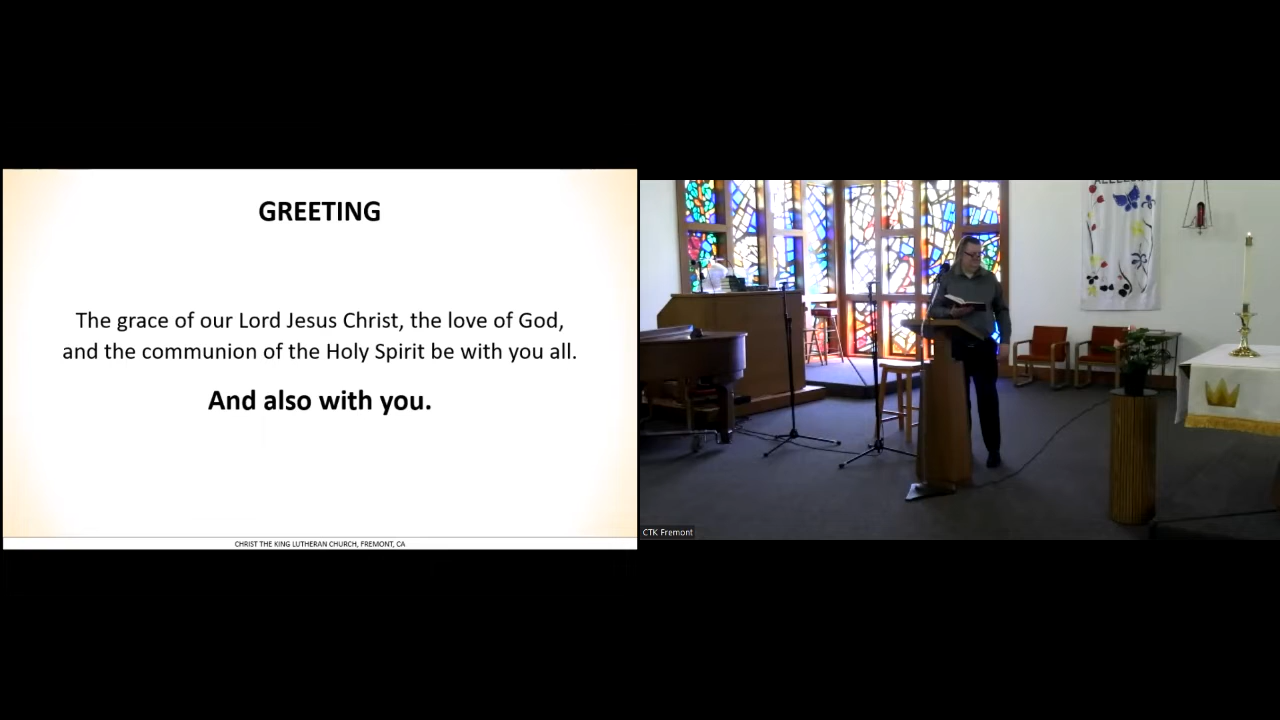 GREETING
The grace of our Lord Jesus Christ, the love of God,
and the communion of the Holy Spirit be with you all.
And also with you.
CHRIST THE KING LUTHERAN CHURCH, FREMONT, CA
CTK Fremont